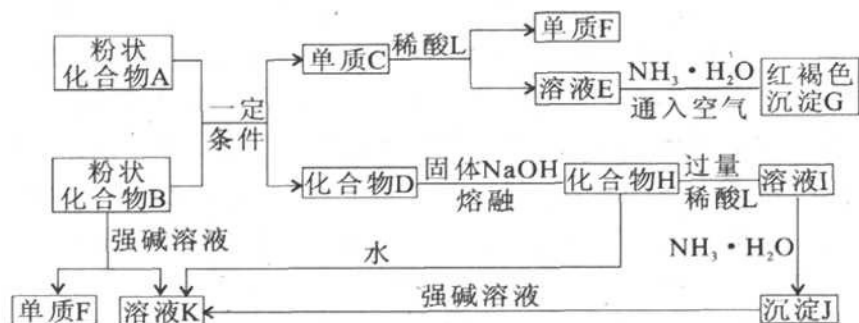 粉状
化合物A
粉状
化合物B
一定
条件
单质C
稀酸L
单质F
溶液E
NH₃·H₂O
通入空气
红褐色
沉淀G
化合物D
固体NaOH
熔融
化合物H
过量
稀酸L
溶液I
强碱溶液
水
NH₃·H₂O
单质F
溶液K
强碱溶液
沉淀J